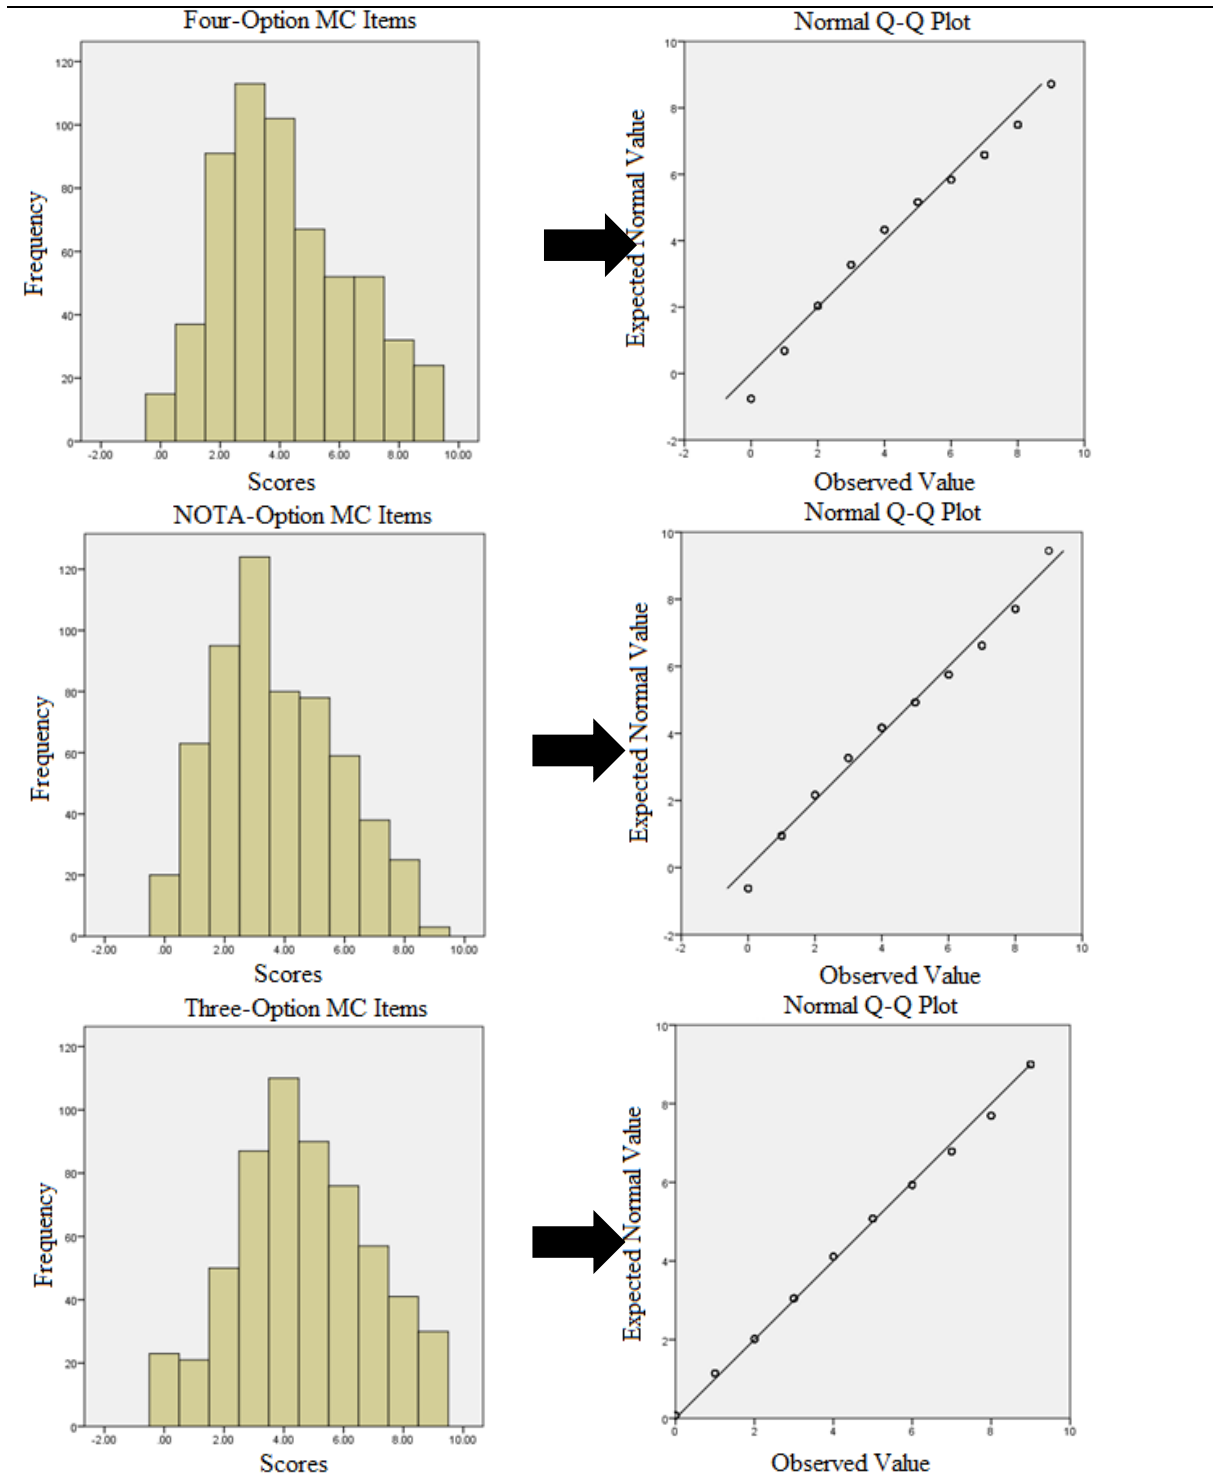 Four-Option MC Items
Frequency
120
100
80
60
40
20
0
-2.00 .00 2.00 4.00 6.00 8.00 10.00
Scores
Normal Q-Q Plot
Expected Normal Value
10
8
6
4
2
0
-2
-2 0 2 4 6 8 10
Observed Value
NOTA-Option MC Items
Frequency
120
100
80
60
40
20
0
-2.00 .00 2.00 4.00 6.00 8.00 10.00
Scores
Normal Q-Q Plot
Expected Normal Value
10
8
6
4
2
0
-2
-2 0 2 4 6 8 10
Observed Value
Three-Option MC Items
Frequency
120
100
80
60
40
20
0
-2.00 .00 2.00 4.00 6.00 8.00 10.00
Scores
Normal Q-Q Plot
Expected Normal Value
10
8
6
4
2
0
0 2 4 6 8 10
Observed Value